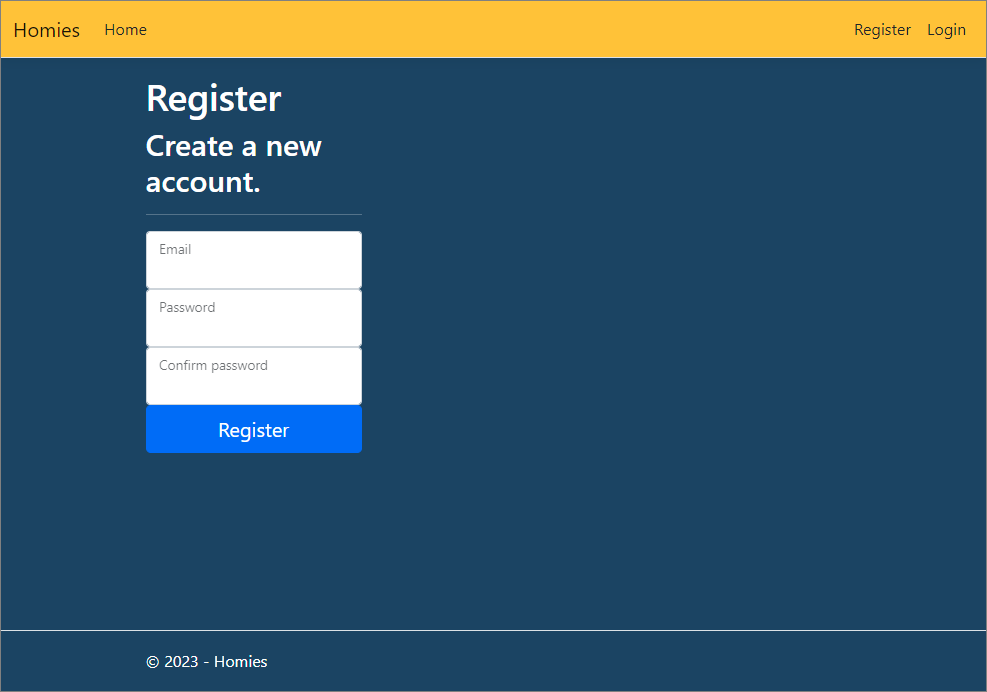 Homies Home Register Login
Register
Create a new
account.
Email
Password
Confirm password
Register
© 2023 - Homies